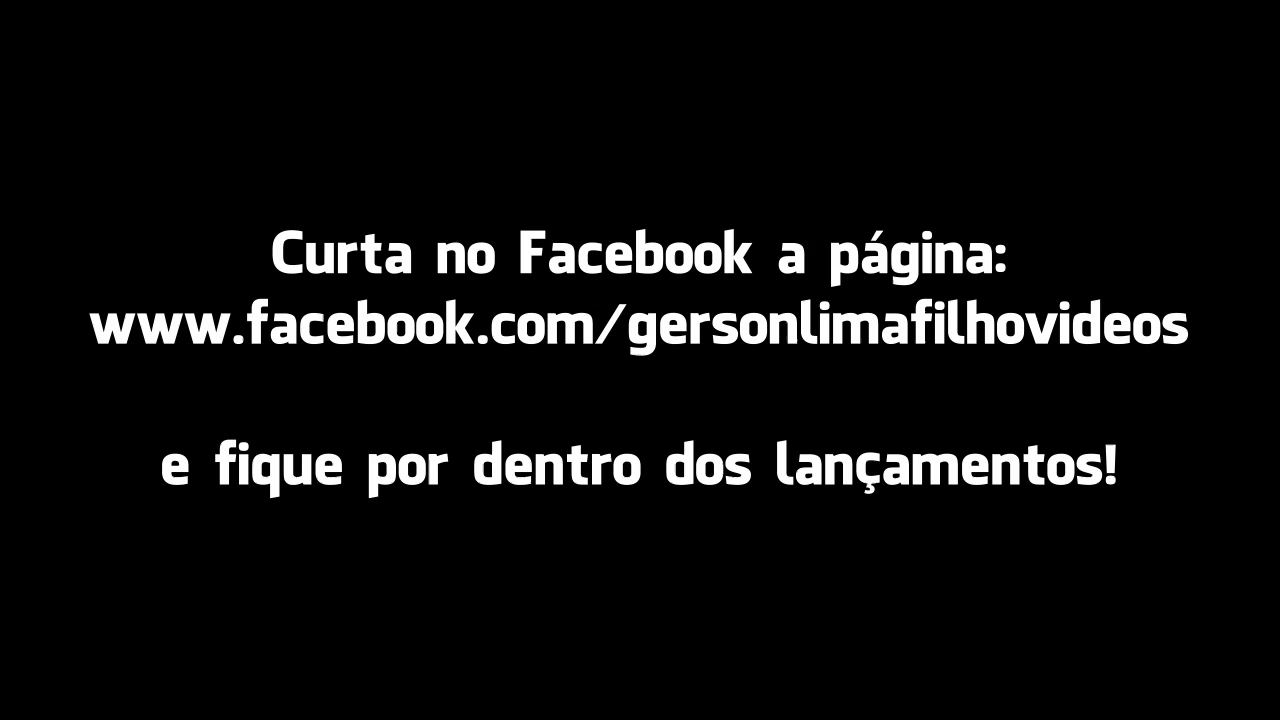 Curta no Facebook a página:
www.facebook.com/gersonlimafilhovideos
e fique por dentro dos lançamentos!